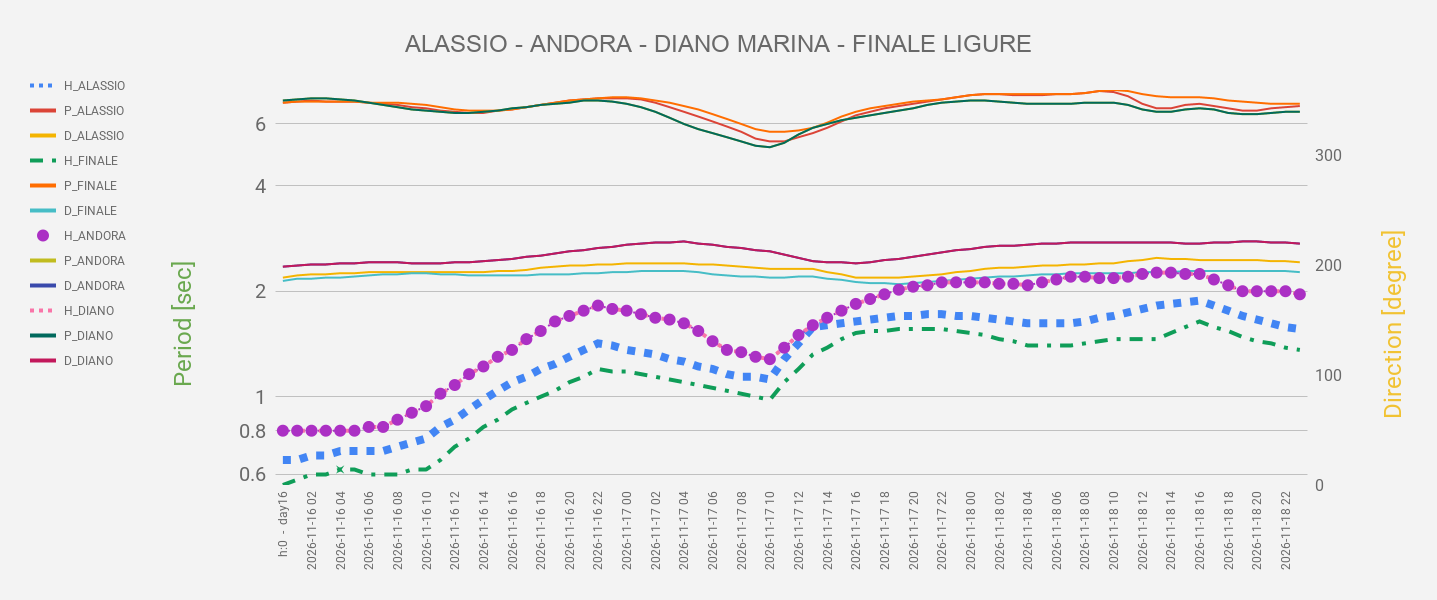 ALASSIO - ANDORA - DIANO MARINA - FINALE LIGURE
H_ALASSIO
P_ALASSIO
D_ALASSIO
H_FINALE
P_FINALE
D_FINALE
H_ANDORA
P_ANDORA
D_ANDORA
H_DIANO
P_DIANO
D_DIANO
Period [sec]
6
4
2
1
0.8
0.6
300
200
100
0
Direction [degree]
h:0 - day16
2026-11-16 02
2026-11-16 04
2026-11-16 06
2026-11-16 08
2026-11-16 10
2026-11-16 12
2026-11-16 14
2026-11-16 16
2026-11-16 18
2026-11-16 20
2026-11-16 22
2026-11-17 00
2026-11-17 02
2026-11-17 04
2026-11-17 06
2026-11-17 08
2026-11-17 10
2026-11-17 12
2026-11-17 14
2026-11-17 16
2026-11-17 18
2026-11-17 20
2026-11-17 22
2026-11-18 00
2026-11-18 02
2026-11-18 04
2026-11-18 06
2026-11-18 08
2026-11-18 10
2026-11-18 12
2026-11-18 14
2026-11-18 16
2026-11-18 18
2026-11-18 20
2026-11-18 22